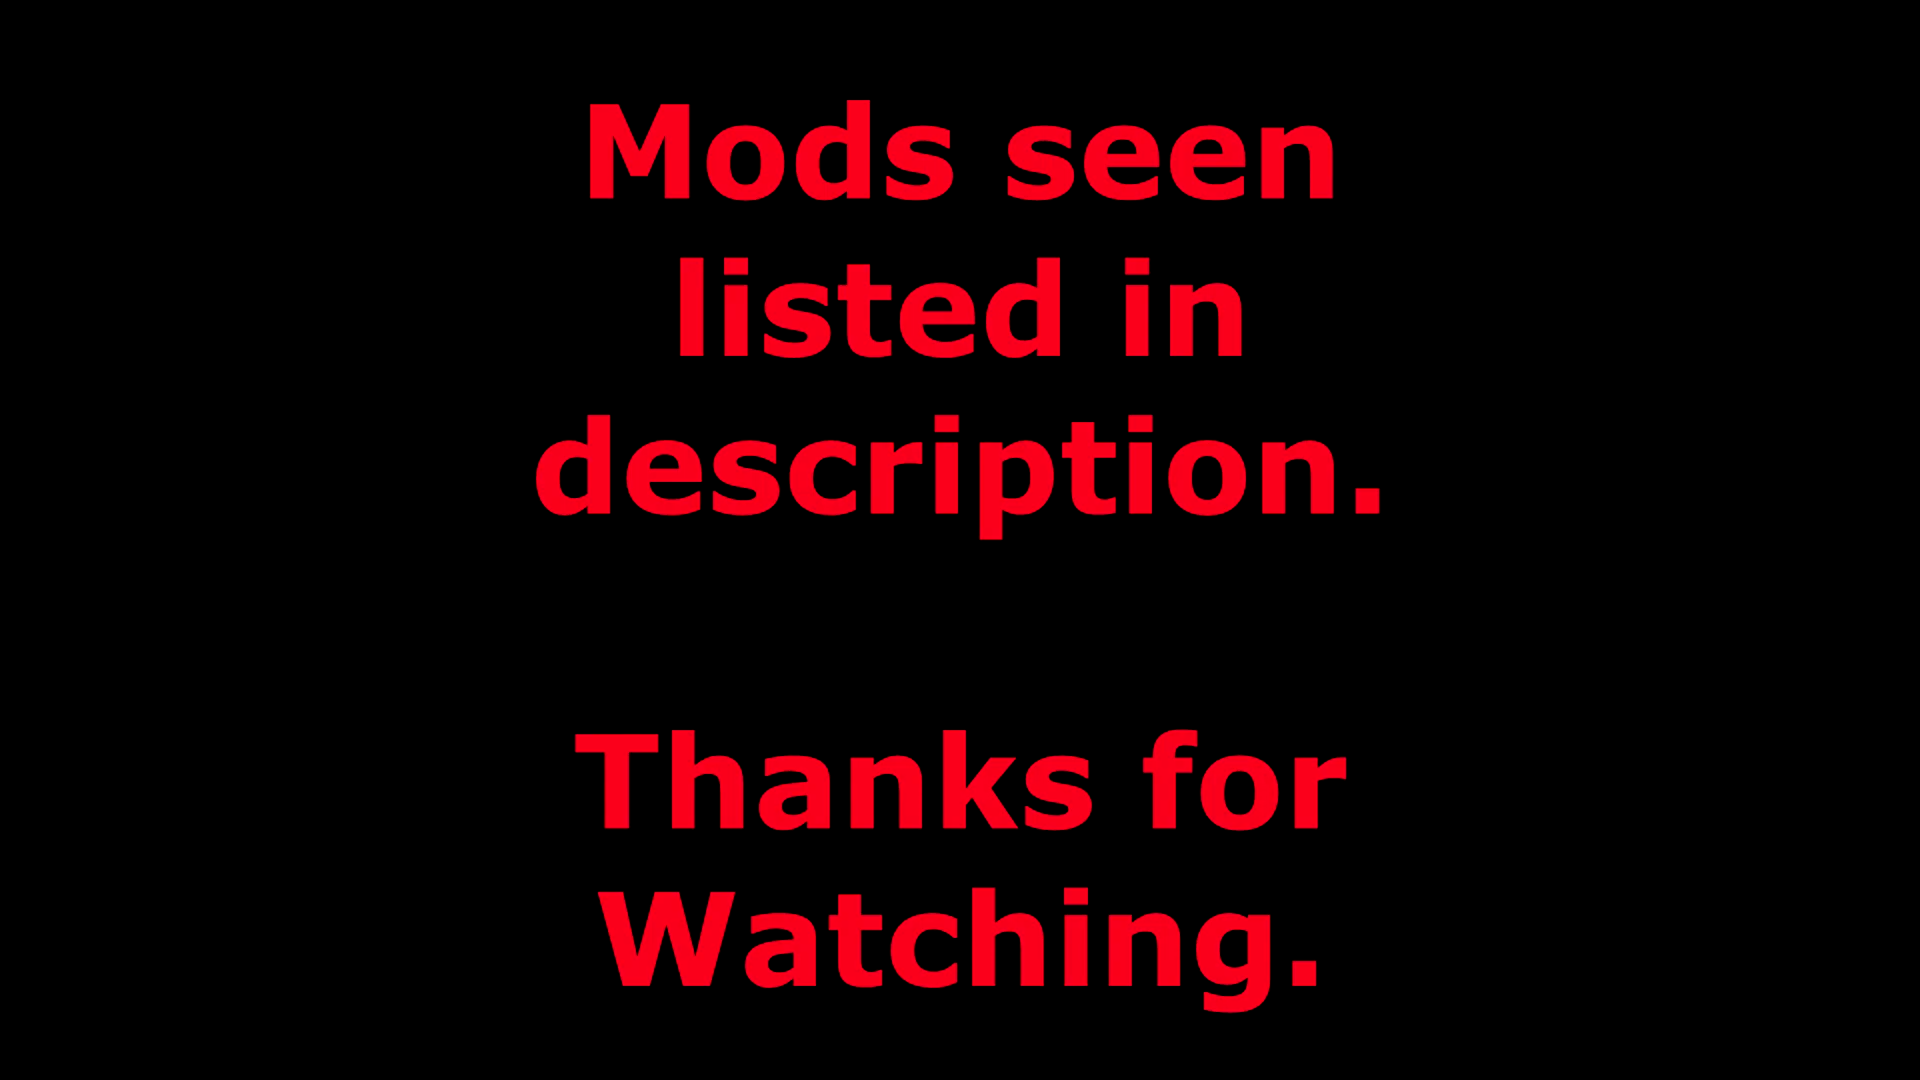 Mods seen
listed in
description.
Thanks for
Watching.